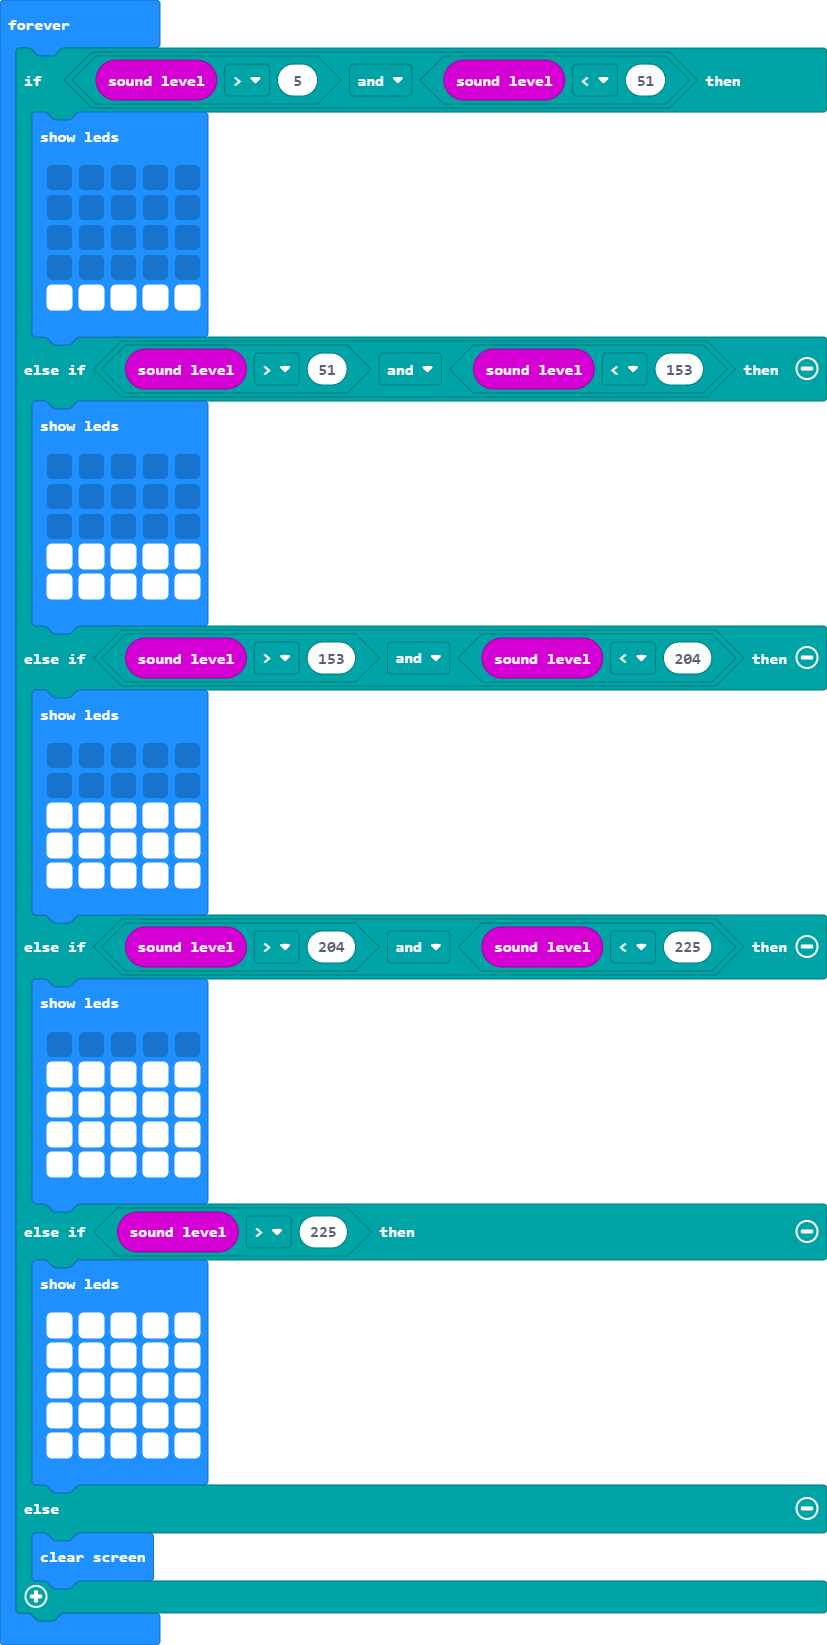 forever
if sound level > 5 and sound level < 51 then
show leds
else if sound level > 51 and sound level < 153 then
show leds
else if sound level > 153 and sound level < 204 then
show leds
else if sound level > 204 and sound level < 225 then
show leds
else if sound level > 225 then
show leds
else
clear screen